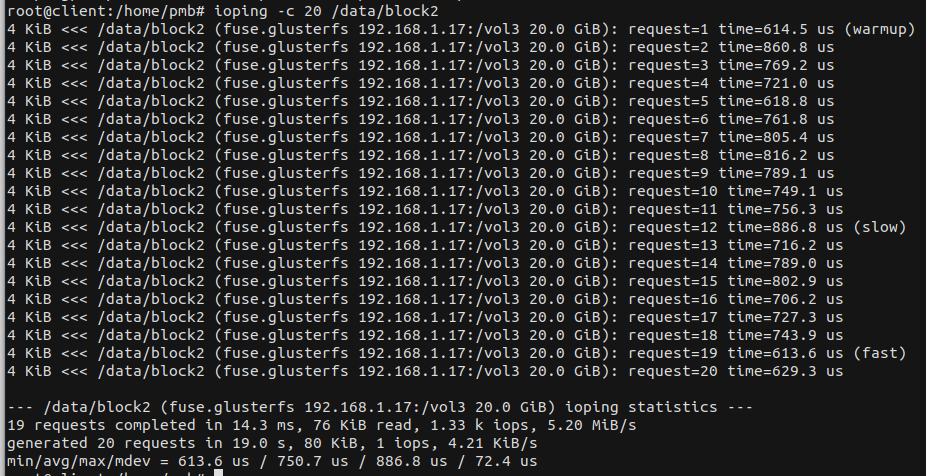 root@client:/home/pmb# ioping -c 20 /data/block2
4 KiB <<< /data/block2 (fuse.glusterfs 192.168.1.17:/vol3 20.0 GiB): request=1 time=614.5 us (warmup)
4 KiB <<< /data/block2 (fuse.glusterfs 192.168.1.17:/vol3 20.0 GiB): request=2 time=860.8 us
4 KiB <<< /data/block2 (fuse.glusterfs 192.168.1.17:/vol3 20.0 GiB): request=3 time=769.2 us
4 KiB <<< /data/block2 (fuse.glusterfs 192.168.1.17:/vol3 20.0 GiB): request=4 time=721.0 us
4 KiB <<< /data/block2 (fuse.glusterfs 192.168.1.17:/vol3 20.0 GiB): request=5 time=618.8 us
4 KiB <<< /data/block2 (fuse.glusterfs 192.168.1.17:/vol3 20.0 GiB): request=6 time=761.8 us
4 KiB <<< /data/block2 (fuse.glusterfs 192.168.1.17:/vol3 20.0 GiB): request=7 time=805.4 us
4 KiB <<< /data/block2 (fuse.glusterfs 192.168.1.17:/vol3 20.0 GiB): request=8 time=816.2 us
4 KiB <<< /data/block2 (fuse.glusterfs 192.168.1.17:/vol3 20.0 GiB): request=9 time=789.1 us
4 KiB <<< /data/block2 (fuse.glusterfs 192.168.1.17:/vol3 20.0 GiB): request=10 time=749.1 us
4 KiB <<< /data/block2 (fuse.glusterfs 192.168.1.17:/vol3 20.0 GiB): request=11 time=756.3 us
4 KiB <<< /data/block2 (fuse.glusterfs 192.168.1.17:/vol3 20.0 GiB): request=12 time=886.8 us (slow)
4 KiB <<< /data/block2 (fuse.glusterfs 192.168.1.17:/vol3 20.0 GiB): request=13 time=716.2 us
4 KiB <<< /data/block2 (fuse.glusterfs 192.168.1.17:/vol3 20.0 GiB): request=14 time=789.0 us
4 KiB <<< /data/block2 (fuse.glusterfs 192.168.1.17:/vol3 20.0 GiB): request=15 time=802.9 us
4 KiB <<< /data/block2 (fuse.glusterfs 192.168.1.17:/vol3 20.0 GiB): request=16 time=706.2 us
4 KiB <<< /data/block2 (fuse.glusterfs 192.168.1.17:/vol3 20.0 GiB): request=17 time=727.3 us
4 KiB <<< /data/block2 (fuse.glusterfs 192.168.1.17:/vol3 20.0 GiB): request=18 time=743.9 us
4 KiB <<< /data/block2 (fuse.glusterfs 192.168.1.17:/vol3 20.0 GiB): request=19 time=613.6 us (fast)
4 KiB <<< /data/block2 (fuse.glusterfs 192.168.1.17:/vol3 20.0 GiB): request=20 time=629.3 us
--- /data/block2 (fuse.glusterfs 192.168.1.17:/vol3 20.0 GiB) ioping statistics ---
19 requests completed in 14.3 ms, 76 KiB read, 1.33 k iops, 5.20 MiB/s
generated 20 requests in 19.0 s, 80 KiB, 1 iops, 4.21 KiB/s
min/avg/max/mdev = 613.6 us / 750.7 us / 886.8 us / 72.4 us